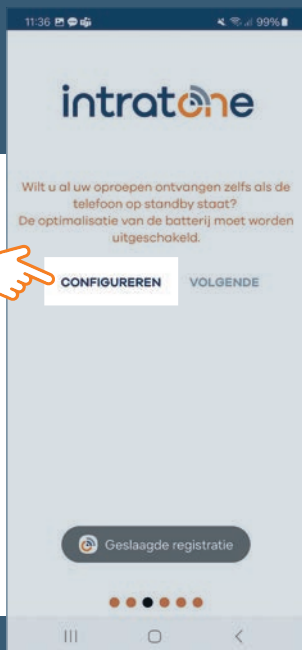 11:36 99%
intratone
Wilt u al uw oproepen ontvangen zelfs als de
telefoon op standby staat?
De optimalisatie van de batterij moet worden
uitgeschakeld.
CONFIGUREREN VOLGENDE
Geslaagde registratie